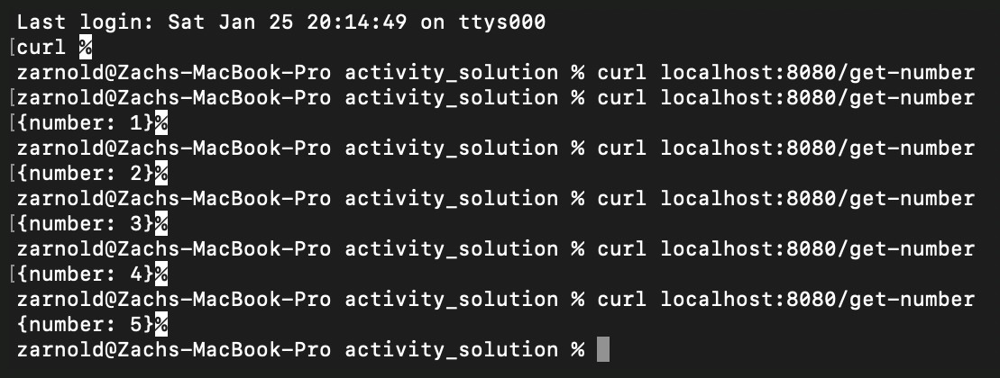 Last login: Sat Jan 25 20:14:49 on ttys000
[curl %
zarnold@Zachs-MacBook-Pro activity_solution % curl localhost:8080/get-number
[zarnold@Zachs-MacBook-Pro activity_solution % curl localhost:8080/get-number
[{number: 1}%
zarnold@Zachs-MacBook-Pro activity_solution % curl localhost:8080/get-number
[{number: 2}%
zarnold@Zachs-MacBook-Pro activity_solution % curl localhost:8080/get-number
[{number: 3}%
zarnold@Zachs-MacBook-Pro activity_solution % curl localhost:8080/get-number
[{number: 4}%
zarnold@Zachs-MacBook-Pro activity_solution % curl localhost:8080/get-number
{number: 5}%
zarnold@Zachs-MacBook-Pro activity_solution %